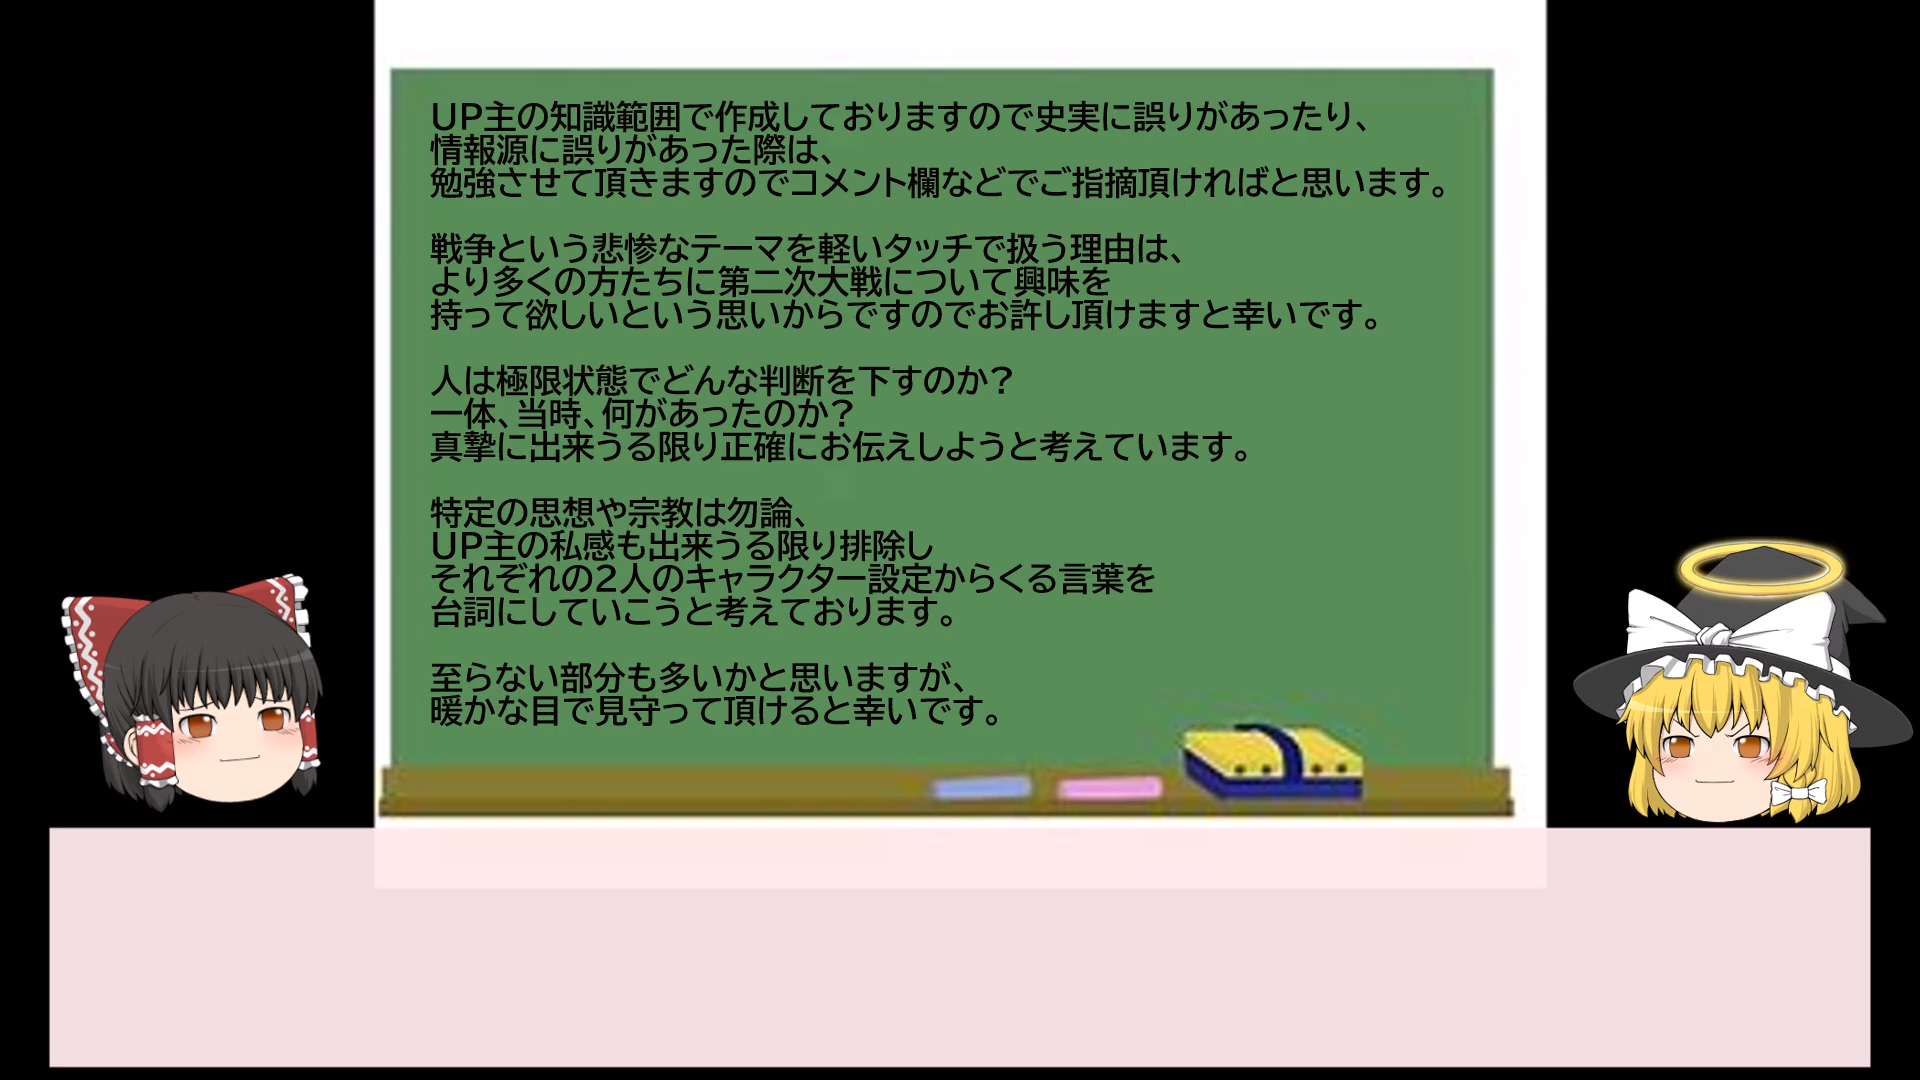 UP主の知識範囲で作成しておりますので史実に誤りがあったり、
情報源に誤りがあった際は、
勉強させて頂きますのでコメント欄などでご指摘頂ければと思います。
戦争という悲惨なテーマを軽いタッチで扱う理由は、
より多くの方たちに第二次大戦について興味を
持って欲しいという思いからですのでお許し頂けますと幸いです。
人は極限状態でどんな判断を下すのか？
一体、当時、何があったのか？
真摯に出来うる限り正確にお伝えしようと考えています。
特定の思想や宗教は勿論、
UP主の私感も出来うる限り排除し
それぞれの2人のキャラクター設定からくる言葉を
台詞にしていこうと考えております。
至らない部分も多いかと思いますが、
暖かな目で見守って頂けると幸いです。